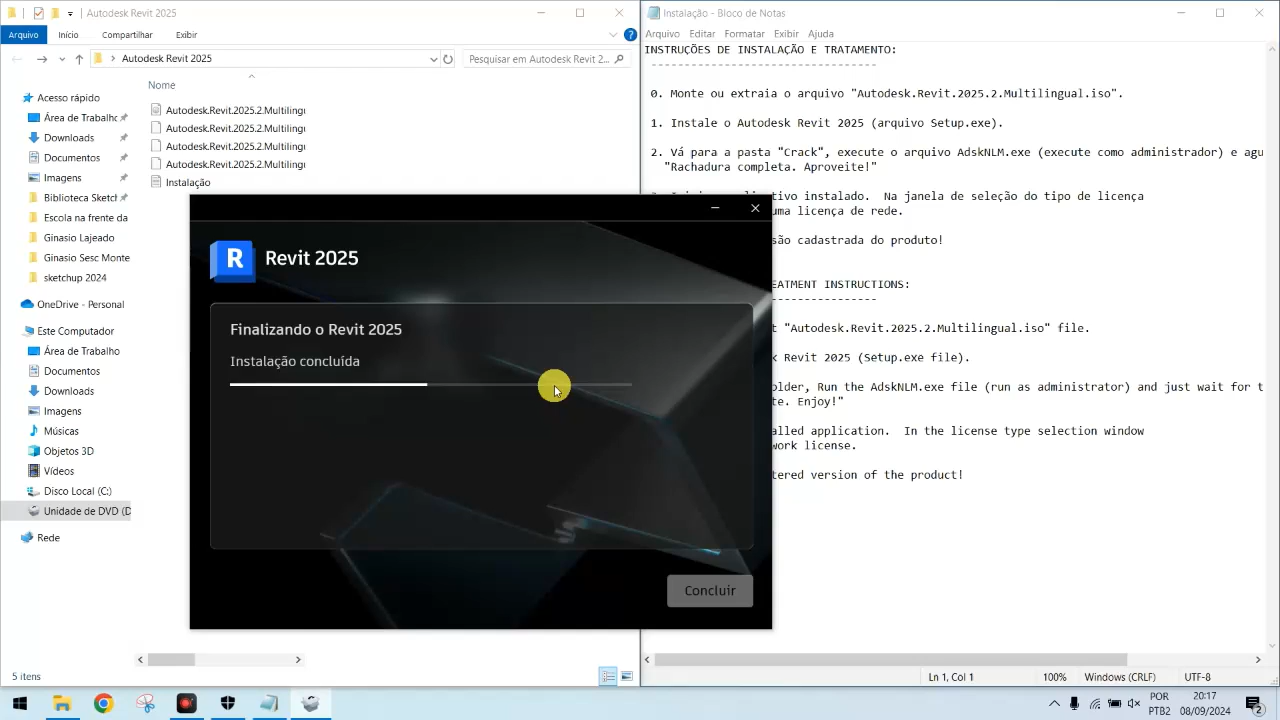 Autodesk Revit 2025
Arquivo Início Compartilhar Exibir
Autodesk Revit 2025
Pesquisar em Autodesk Revit 2...
Nome
Acesso rápido
Área de Trabalho
Downloads
Documentos
Imagens
Biblioteca Sketch
Escola na frente da
Ginasio Lajeado
Ginasio Sesc Monte
sketchup 2024
OneDrive - Personal
Este Computador
Área de Trabalho
Documentos
Downloads
Imagens
Músicas
Objetos 3D
Vídeos
Disco Local (C:)
Unidade de DVD (D
Rede
Autodesk.Revit.2025.2.Multilingu
Autodesk.Revit.2025.2.Multilingu
Autodesk.Revit.2025.2.Multilingu
Autodesk.Revit.2025.2.Multilingu
Instalação
5 itens
Revit 2025
Finalizando o Revit 2025
Instalação concluída
Concluir
Instalação - Bloco de Notas
Arquivo Editar Formatar Exibir Ajuda
INSTRUÇÕES DE INSTALAÇÃO E TRATAMENTO:
-------------------------------
0. Monte ou extraia o arquivo "Autodesk.Revit.2025.2.Multilingual.iso".
1. Instale o Autodesk Revit 2025 (arquivo Setup.exe).
2. Vá para a pasta "Crack", execute o arquivo AdskNLM.exe (execute como administrador) e agu
"Rachadura completa. Aproveite!"
instalado. Na janela de seleção do tipo de licença
uma licença de rede.
são cadastrada do produto!
EATMENT INSTRUCTIONS:
---------------
t "Autodesk.Revit.2025.2.Multilingual.iso" file.
k Revit 2025 (Setup.exe file).
older, Run the AdskNLM.exe file (run as administrator) and just wait for t
te. Enjoy!"
alled application. In the license type selection window
work license.
tered version of the product!
Ln 1, Col 1 100% Windows (CRLF) UTF-8
POR
PTB2
20:17
08/09/2024
2